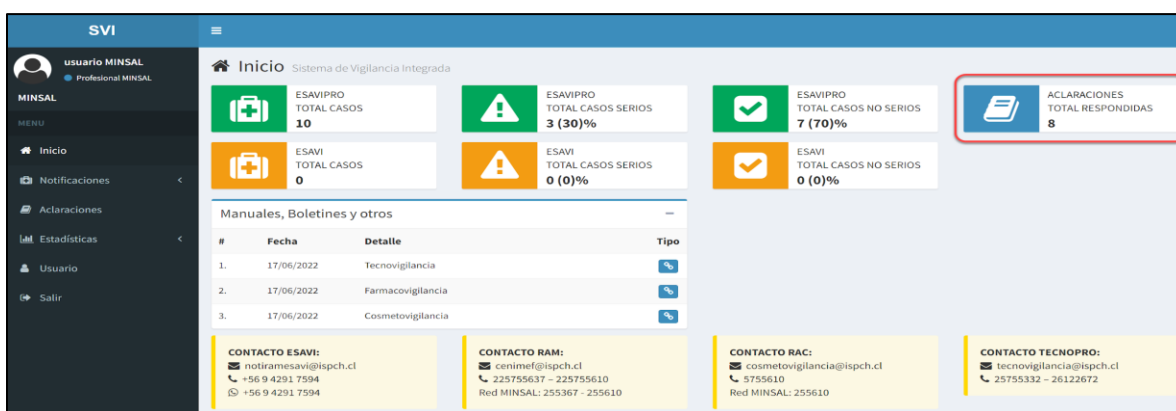 SVI
usuario MINSAL
Profesional MINSAL
MINSAL
MENU
Inicio
Notificaciones
Aclaraciones
Estadísticas
Usuario
Salir
Inicio Sistema de Vigilancia Integrada
ESAVIPRO
TOTAL CASOS
10
ESAVIPRO
TOTAL CASOS SERIOS
3 (30)%
ESAVIPRO
TOTAL CASOS NO SERIOS
7 (70)%
ACLARACIONES
TOTAL RESPONDIDAS
8
ESAVI
TOTAL CASOS
0
ESAVI
TOTAL CASOS SERIOS
0 (0)%
ESAVI
TOTAL CASOS NO SERIOS
0 (0)%
Manuales, Boletines y otros
# Fecha Detalle Tipo
1. 17/06/2022 Tecnovigilancia
2. 17/06/2022 Farmacovigilancia
3. 17/06/2022 Cosmetovigilancia
CONTACTO ESAVI:
notiramesavi@ispch.cl
+56 9 4291 7594
+56 9 4291 7594
CONTACTO RAM:
cenimef@ispch.cl
225755637 – 225755610
Red MINSAL: 255367 - 255610
CONTACTO RAC:
cosmetovigilancia@ispch.cl
5755610
Red MINSAL: 255610
CONTACTO TECNOPRO:
tecnovigilancia@ispch.cl
25755332 – 26122672